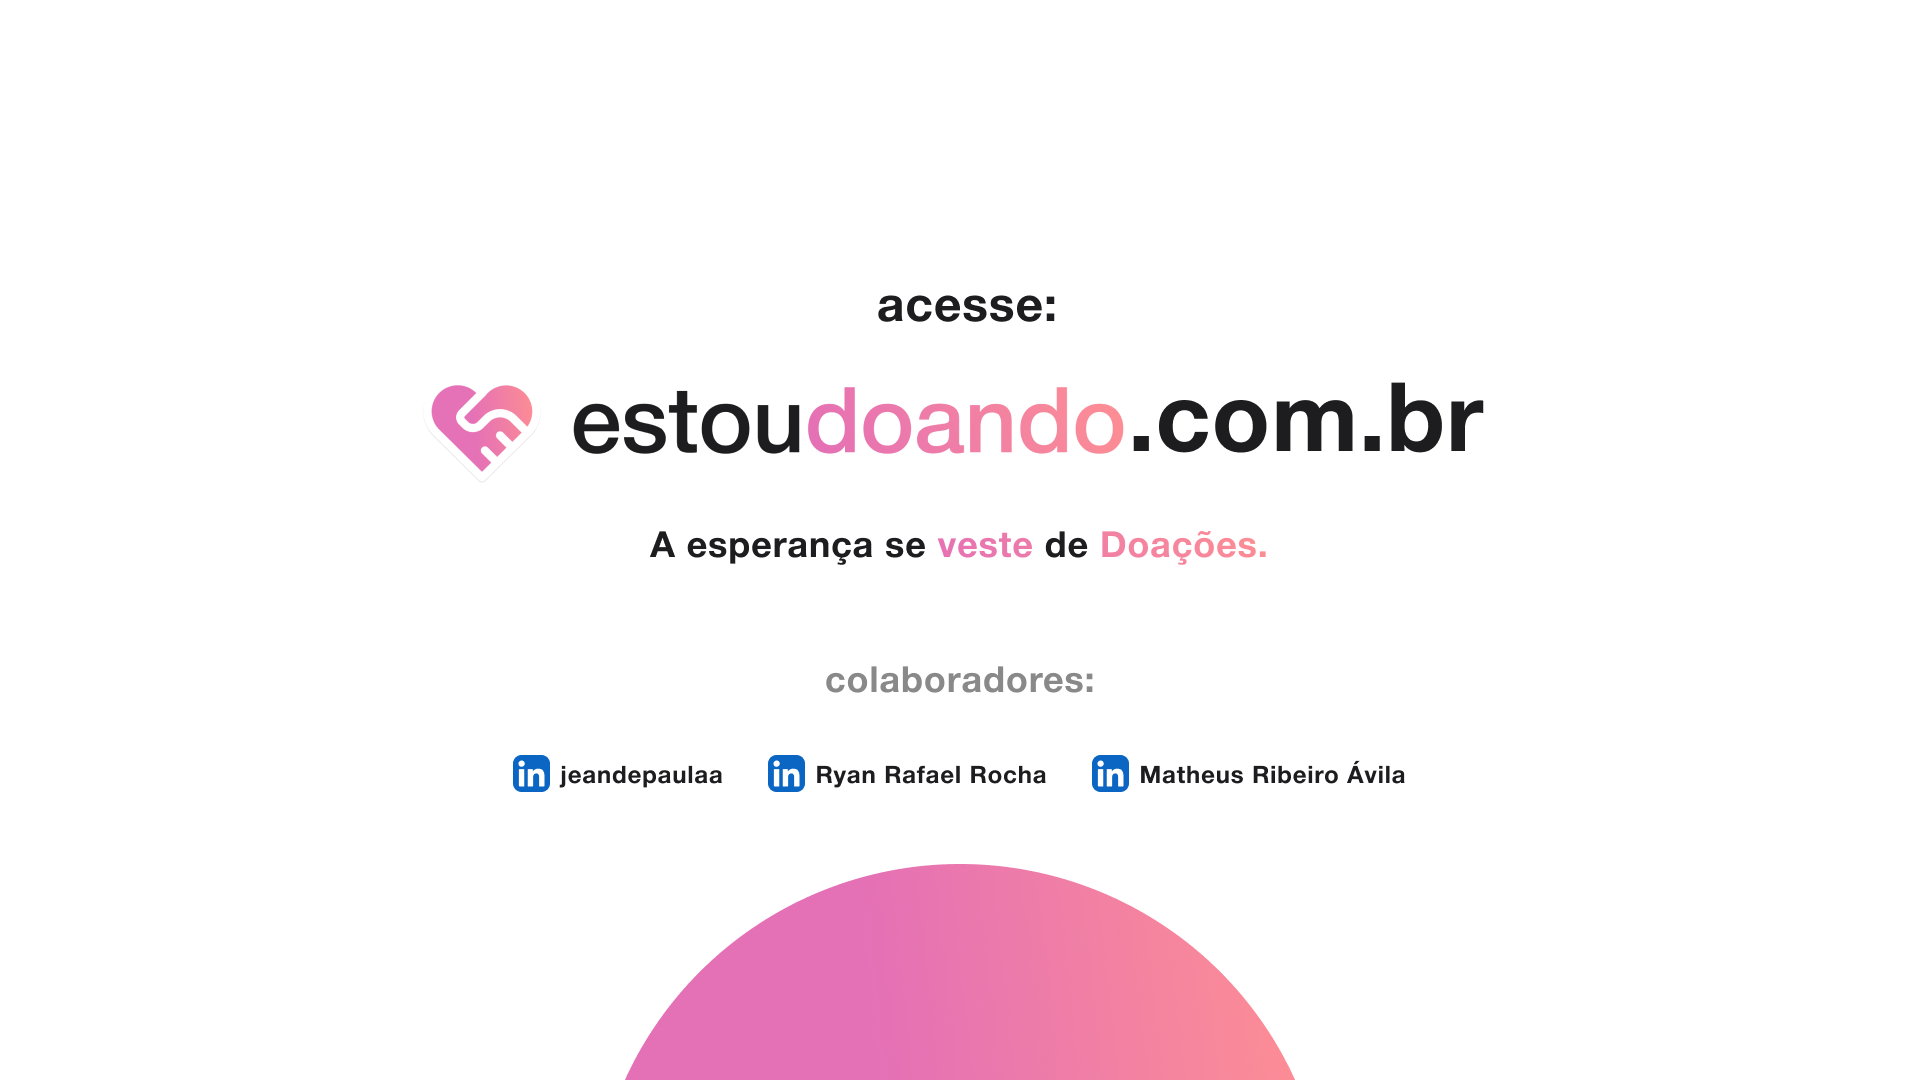 acesse:
estoudoando.com.br
A esperança se veste de Doações.
colaboradores:
in jeandepaulaa in Ryan Rafael Rocha in Matheus Ribeiro Ávila